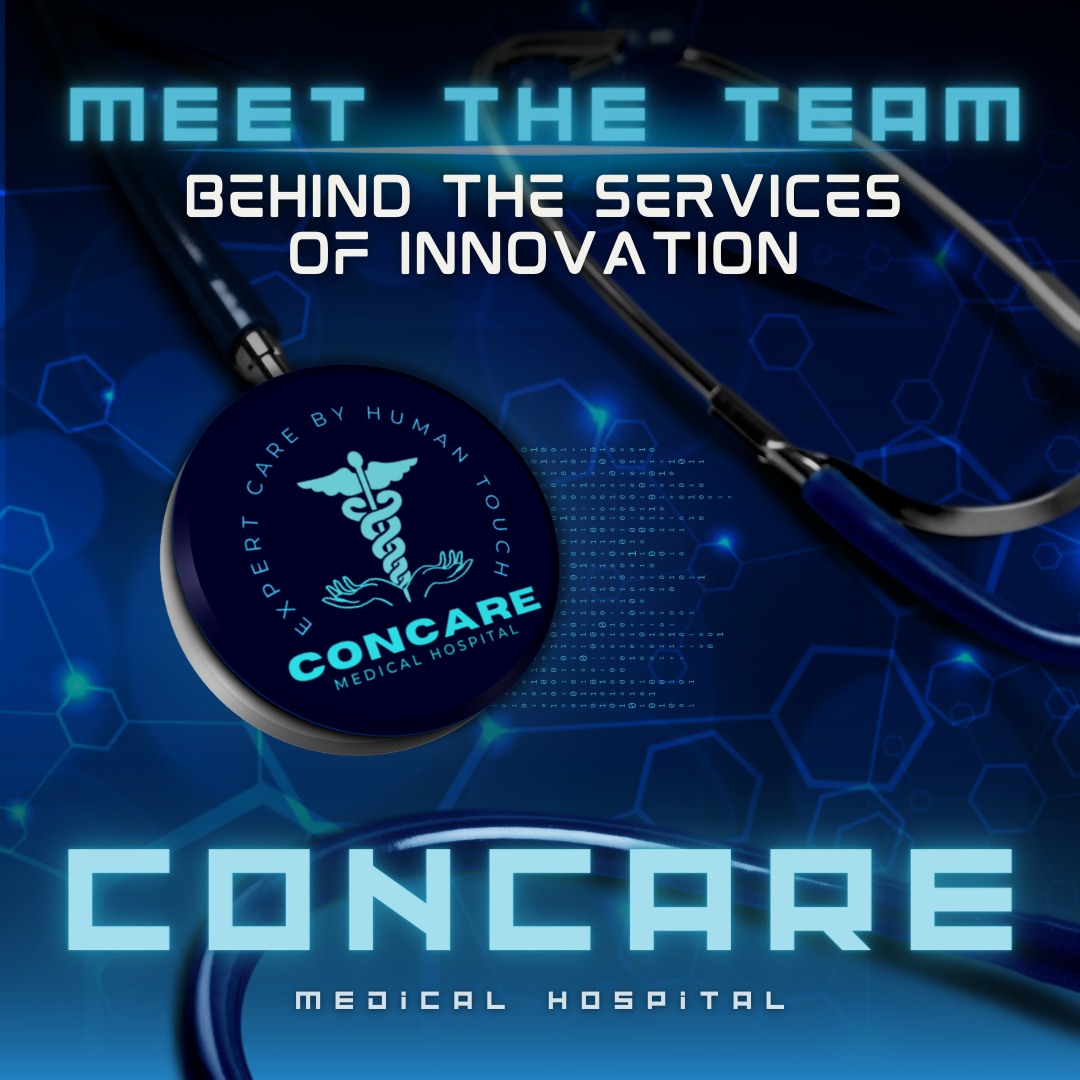 MEET THE TEAM
BEHIND THE SERVICES
OF INNOVATION
EXPERT CARE BY HUMAN TOUCH
CONCARE
MEDICAL HOSPITAL
CONCARE
MEDICAL HOSPITAL